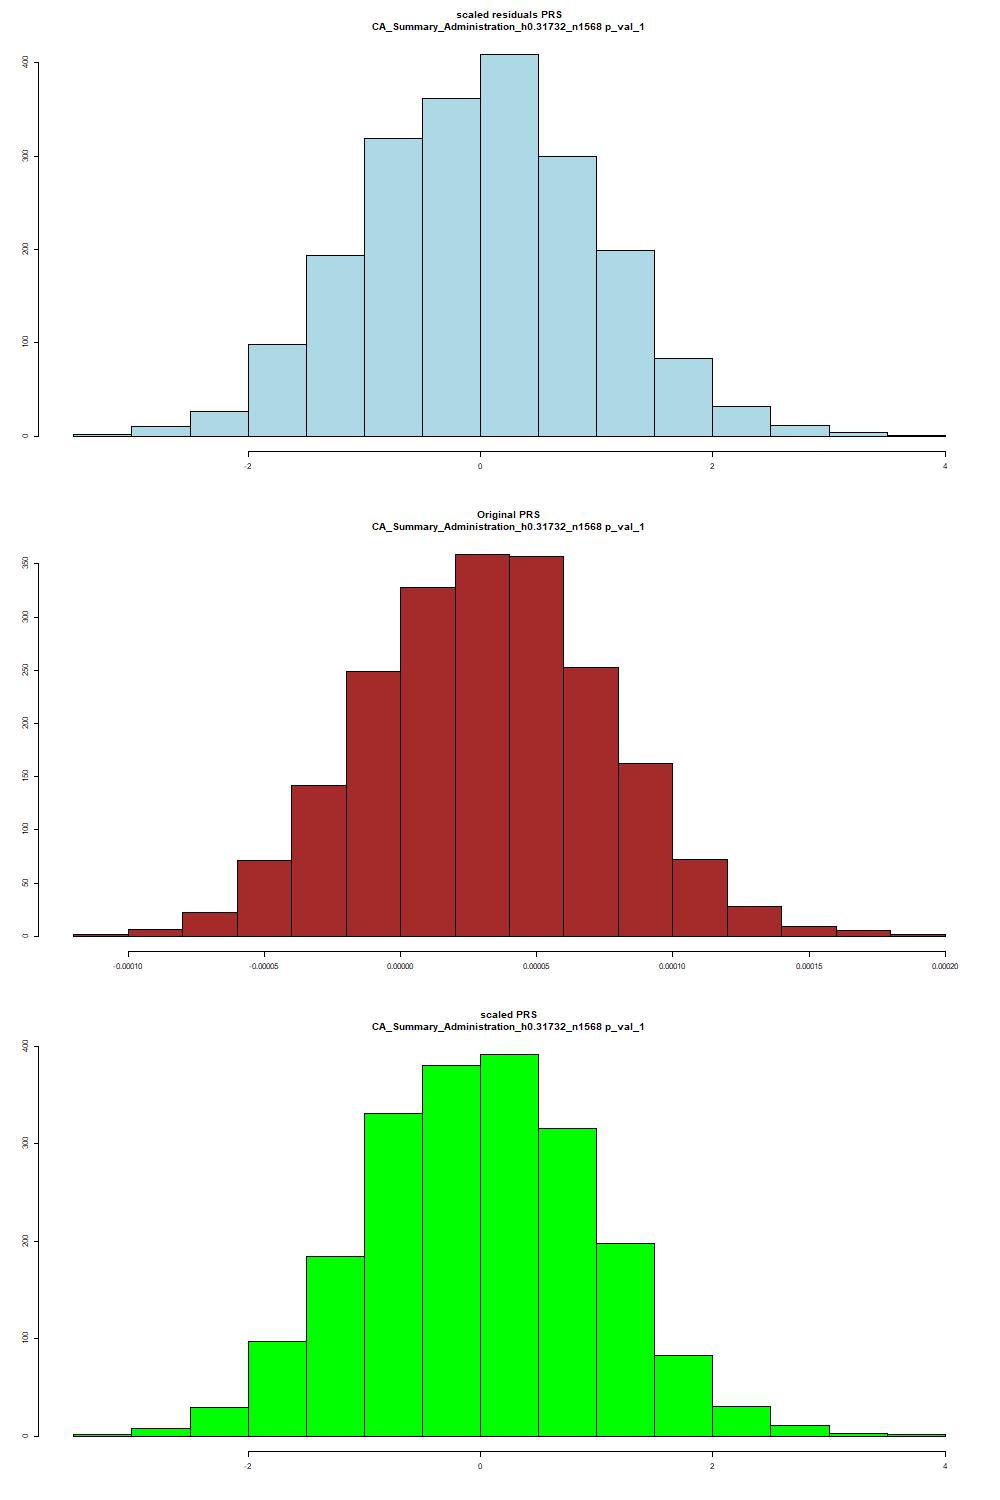 scaled residuals PRS
CA_Summary_Administration_h0.31732_n1568 p_val_1
400
300
200
100
0
-2 0 2 4
Original PRS
CA_Summary_Administration_h0.31732_n1568 p_val_1
350
300
250
200
150
100
50
0
-0.00010 -0.00005 0.00000 0.00005 0.00010 0.00015 0.00020
scaled PRS
CA_Summary_Administration_h0.31732_n1568 p_val_1
400
300
200
100
0
-2 0 2 4